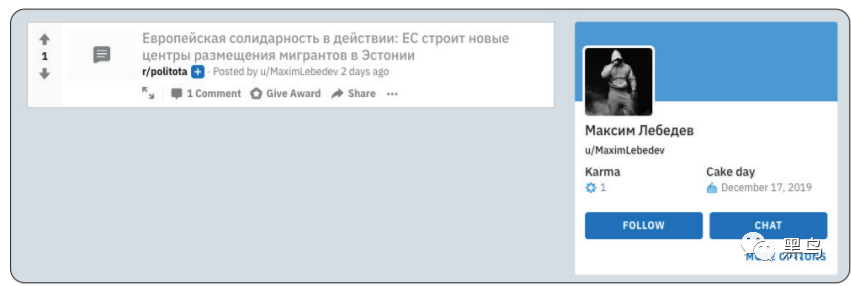 Европейская солидарность в действии: ЕС строит новые
1
центры размещения мигрантов в Эстонии
r/politota + · Posted by u/MaximLebedev 2 days ago
1 Comment Give Award Share ...
Максим Лебедев
u/MaximLebedev
Karma Cake day
1 December 17, 2019
FOLLOW CHAT
黑鸟
MORE OPTIONS